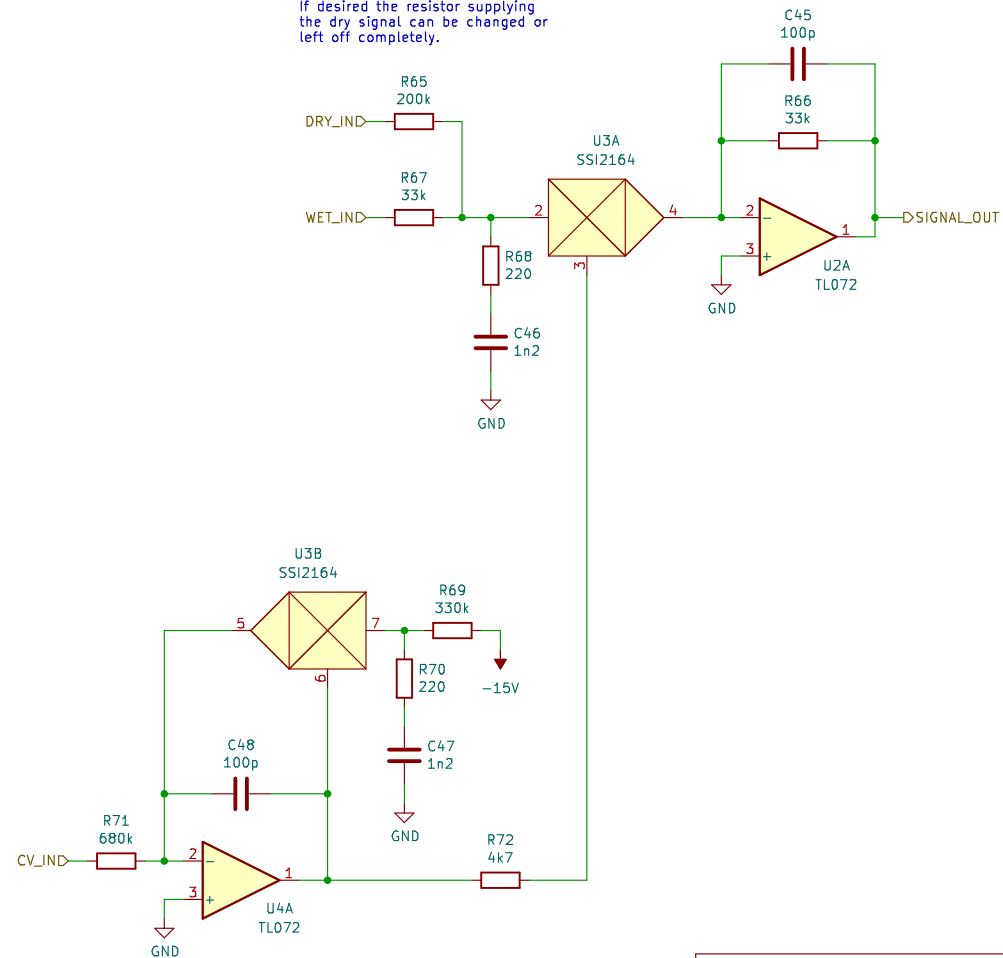 If desired the resistor supplying
the dry signal can be changed or
left off completely.
C45
100p
R65
200k
R66
33k
DRY_IN
U3A
SSI2164
R67
33k
WET_IN
2
4
2
−
1
SIGNAL_OUT
3
+
R68
220
3
U2A
TL072
GND
C46
1n2
GND
U3B
SSI2164
R69
330k
5
7
6
R70
220
−15V
C48
100p
C47
1n2
GND
R71
680k
R72
4k7
CV_IN
2
−
1
3
+
U4A
TL072
GND